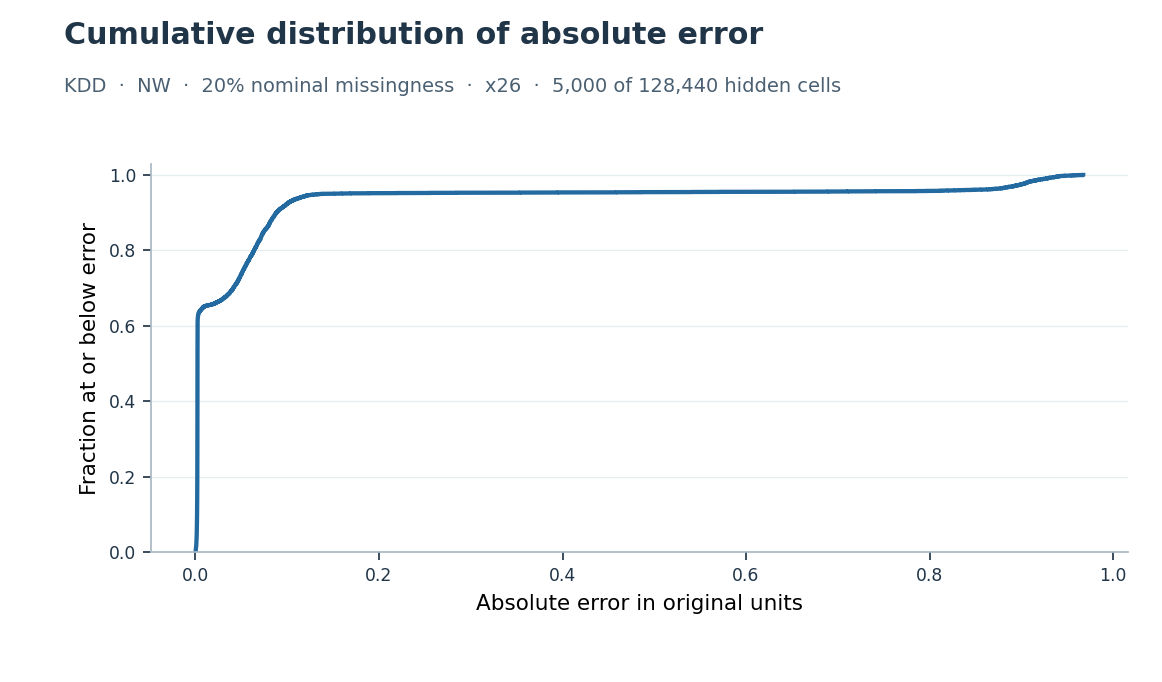 Cumulative distribution of absolute error
KDD · NW · 20% nominal missingness · x26 · 5,000 of 128,440 hidden cells
Fraction at or below error
1.0
0.8
0.6
0.4
0.2
0.0
0.0 0.2 0.4 0.6 0.8 1.0
Absolute error in original units